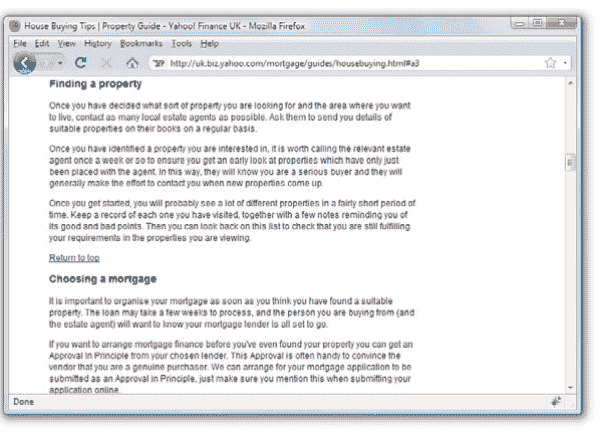 House Buying Tips | Property Guide - Yahoo! Finance UK - Mozilla Firefox
File Edit View History Bookmarks Tools Help
http://uk.biz.yahoo.com/mortgage/guides/housebuying.html#a3
Finding a property
Once you have decided what sort of property you are looking for and the area where you want
to live, contact as many local estate agents as possible. Ask them to send you details of
suitable properties on their books on a regular basis.
Once you have identified a property you are interested in, it is worth calling the relevant estate
agent once a week or so to ensure you get an early look at properties which have only just
been placed with the agent. In this way, they will know you are a serious buyer and they will
generally make the effort to contact you when new properties come up.
Once you get started, you will probably see a lot of different properties in a fairly short period of
time. Keep a record of each one you have visited, together with a few notes reminding you of
its good and bad points. Then you can look back on this list to check that you are still fulfilling
your requirements in the properties you are viewing.
Return to top
Choosing a mortgage
It is important to organise your mortgage as soon as you think you have found a suitable
property. The loan may take a few weeks to process, and the person you are buying from (and
the estate agent) will want to know your mortgage lender is all set to go.
If you want to arrange mortgage finance before you've even found your property you can get an
Approval In Principle from your chosen lender. This Approval is often handy to convince the
vendor that you are a genuine purchaser. We can arrange for your mortgage application to be
submitted as an Approval in Principle, just make sure you mention this when submitting your
application online.
Done